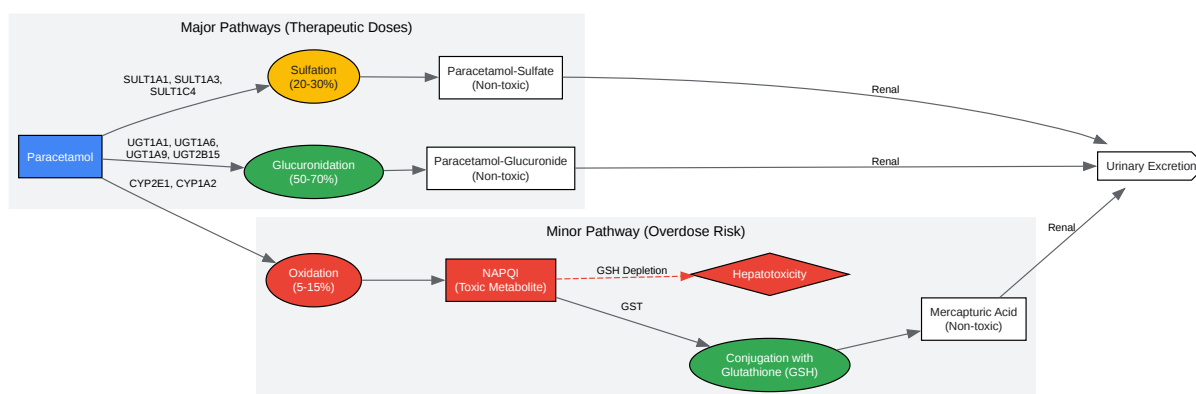 Major Pathways (Therapeutic Doses)
SULT1A1, SULT1A3,
SULT1C4
Sulfation
(20-30%)
Paracetamol-Sulfate
(Non-toxic)
Renal
Paracetamol
UGT1A1, UGT1A6,
UGT1A9, UGT2B15
Glucuronidation
(50-70%)
Paracetamol-Glucuronide
(Non-toxic)
Renal
Urinary Excretion
CYP2E1, CYP1A2
Minor Pathway (Overdose Risk)
Renal
Oxidation
(5-15%)
NAPQI
(Toxic Metabolite)
GSH Depletion
Hepatotoxicity
GST
Mercapturic Acid
(Non-toxic)
Conjugation with
Glutathione (GSH)